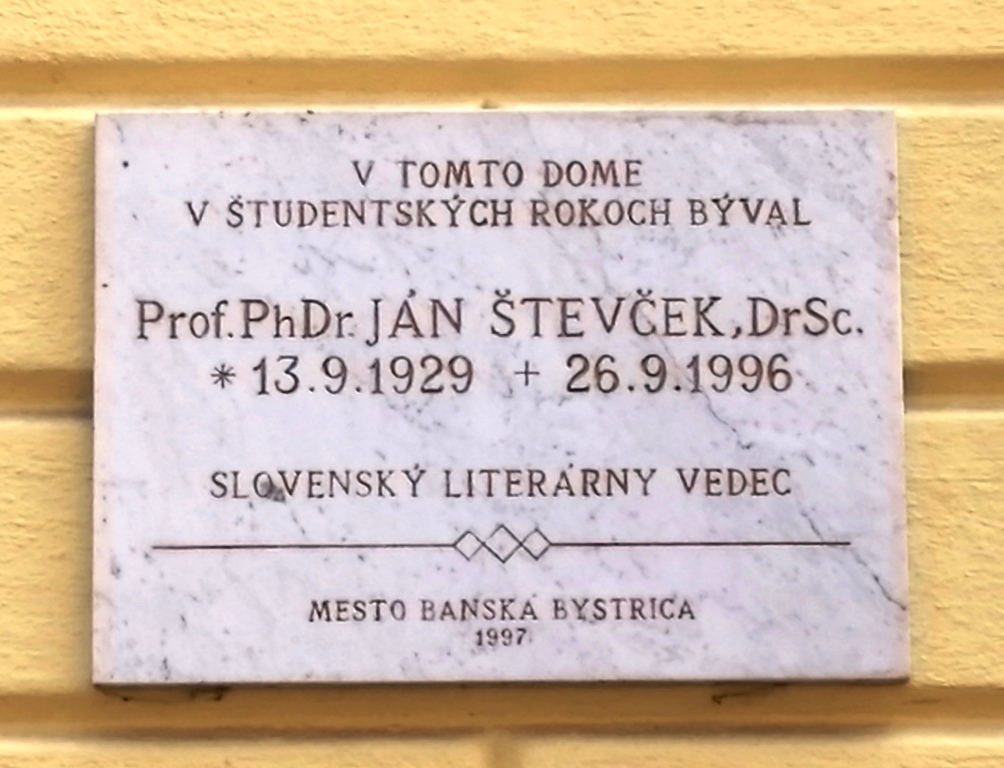 V TOMTO DOME
V ŠTUDENTSKÝCH ROKOCH BÝVAL
Prof.PhDr.JÁN ŠTEVČEK,DrSc.
* 13.9.1929 + 26.9.1996
SLOVENSKÝ LITERÁRNY VEDEC
MESTO BANSKÁ BYSTRICA
1997